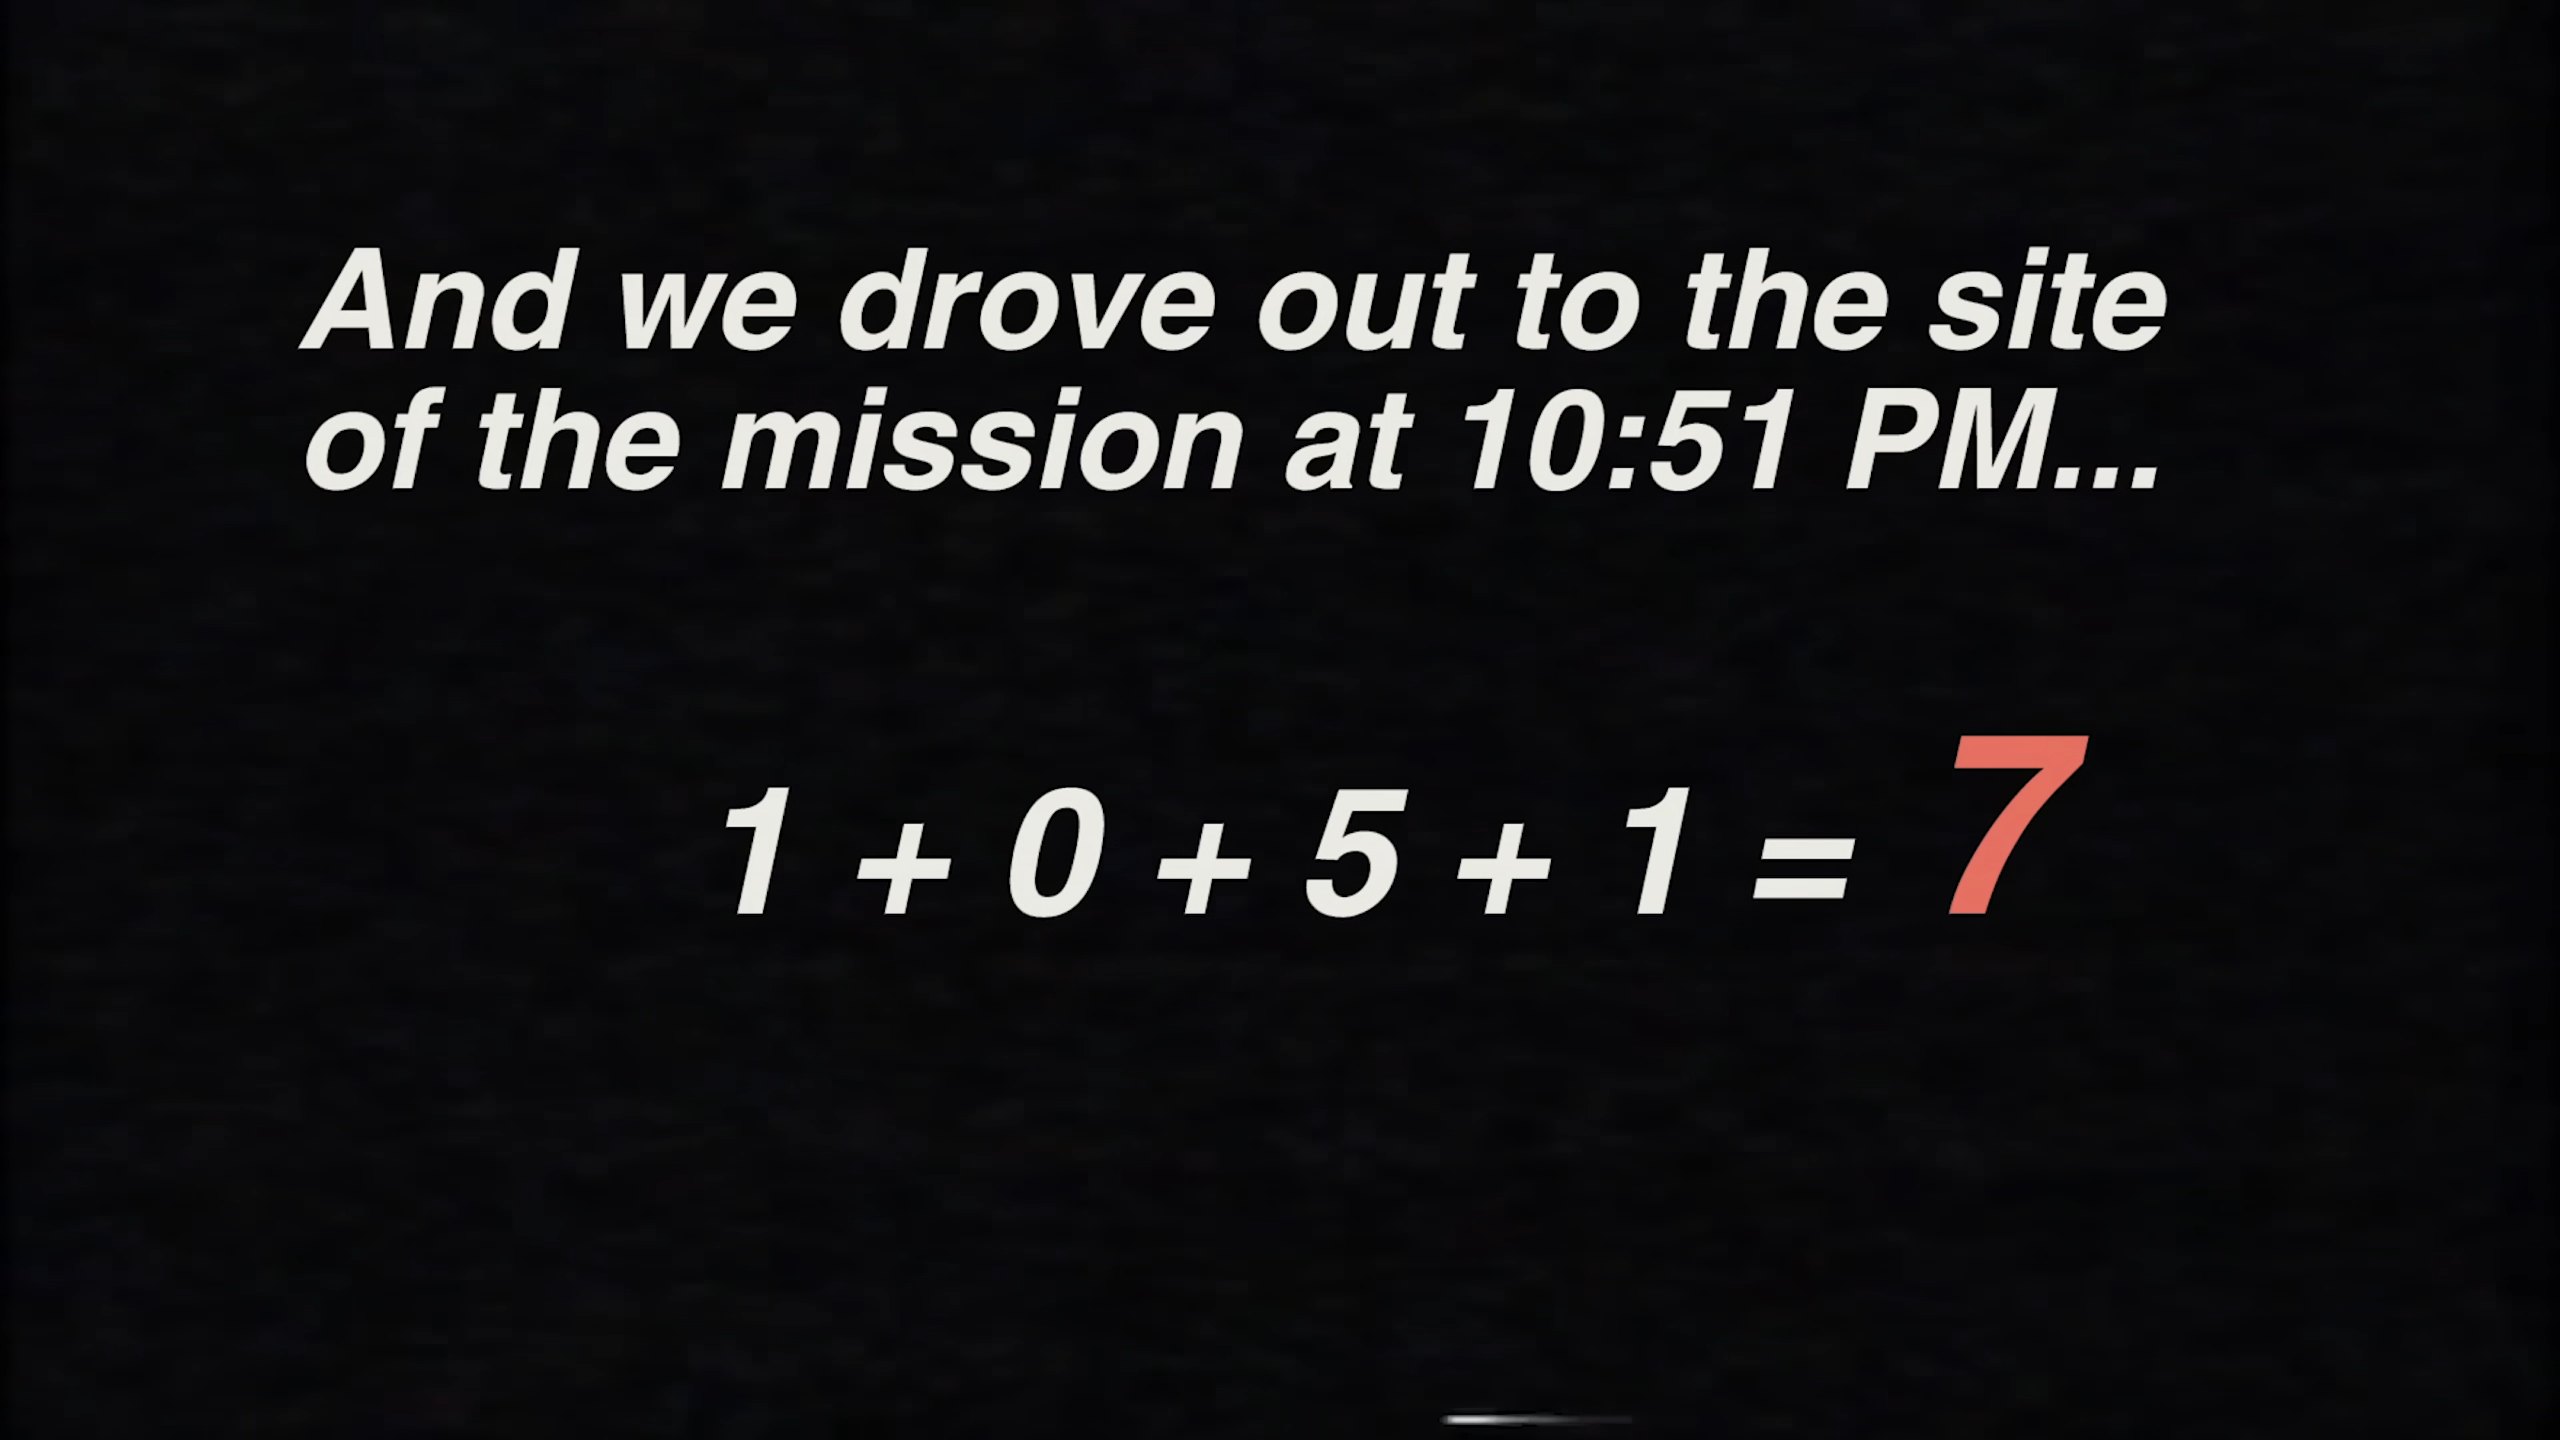 And we drove out to the site
of the mission at 10:51 PM...
1 + 0 + 5 + 1 = 7